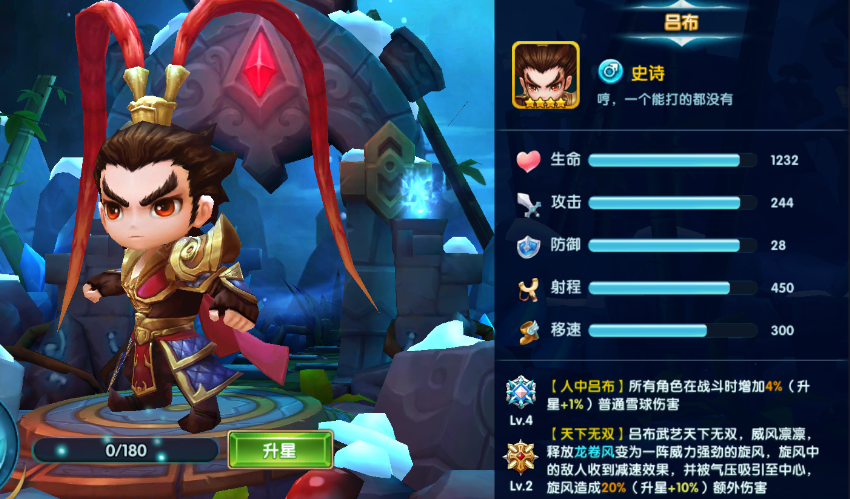 吕布
史诗
哼，一个能打的都没有
生命 1232
攻击 244
防御 28
射程 450
移速 300
【人中吕布】所有角色在战斗时增加4%（升
星+1%）普通雪球伤害
Lv.4
【天下无双】吕布武艺天下无双，威风凛凛，
释放龙卷风变为一阵威力强劲的旋风，旋风中
的敌人收到减速效果，并被气压吸引至中心，
旋风造成20%（升星+10%）额外伤害
Lv.2
0/180
升星